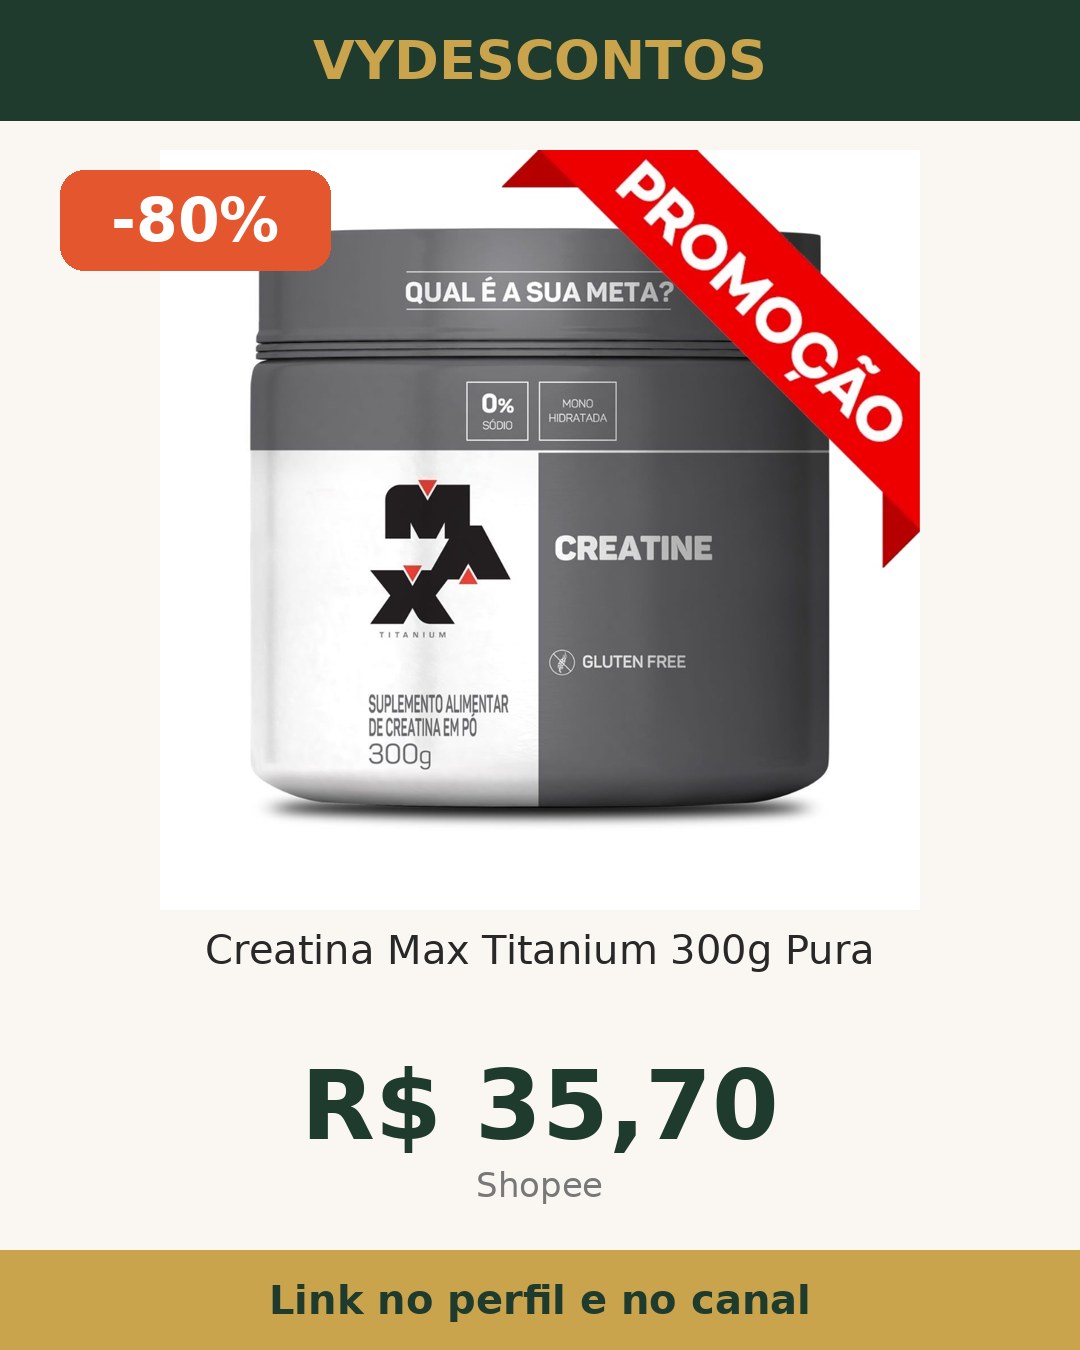 VYDESCONTOS
-80%
PROMOÇÃO
QUAL É A SUA META?
0%
SÓDIO
MONO
HIDRATADA
MAX
TITANIUM
CREATINE
GLUTEN FREE
SUPLEMENTO ALIMENTAR
DE CREATINA EM PÓ
300g
Creatina Max Titanium 300g Pura
R$ 35,70
Shopee
Link no perfil e no canal